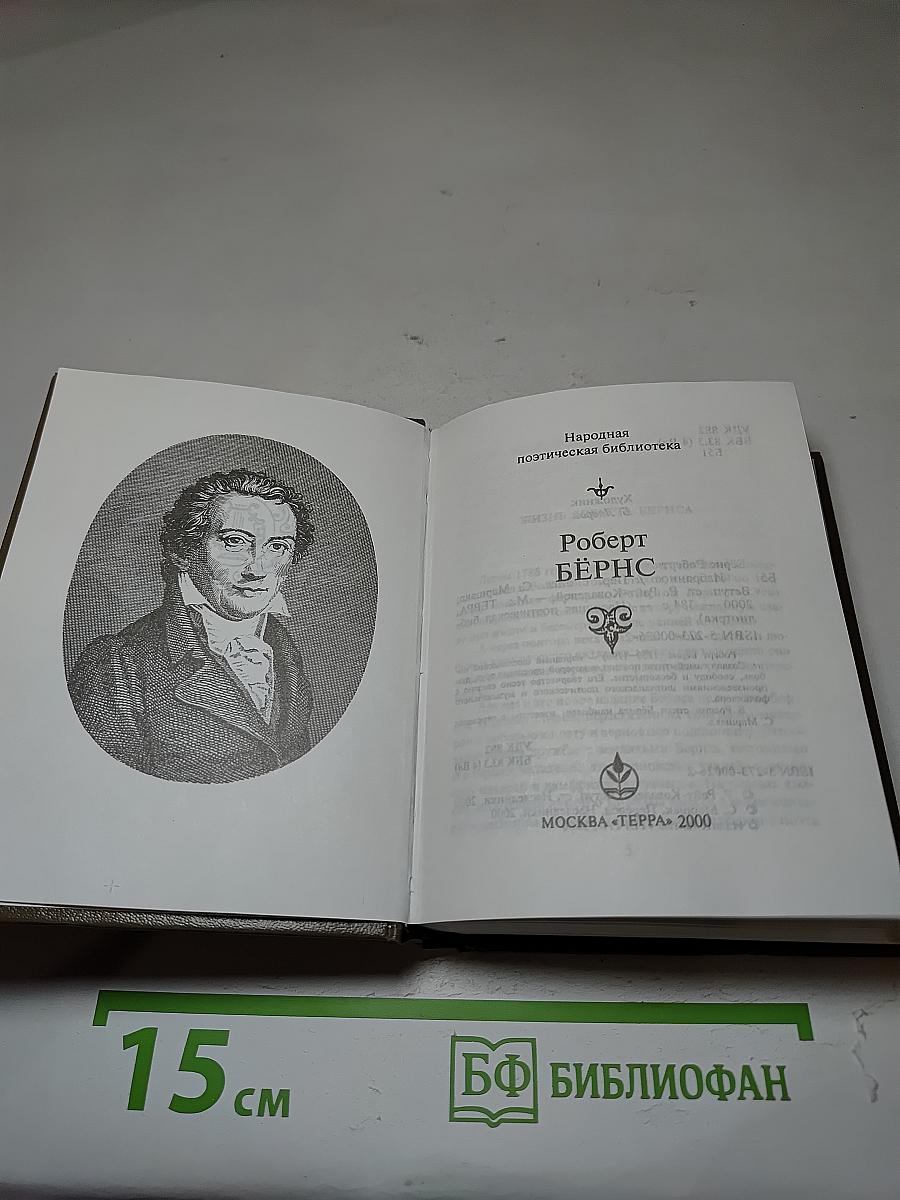 Народная
поэтическая библиотека
Роберт
БЁРНС
МОСКВА «ТЕРРА» 2000
15 см
БФ БИБЛИОФАН